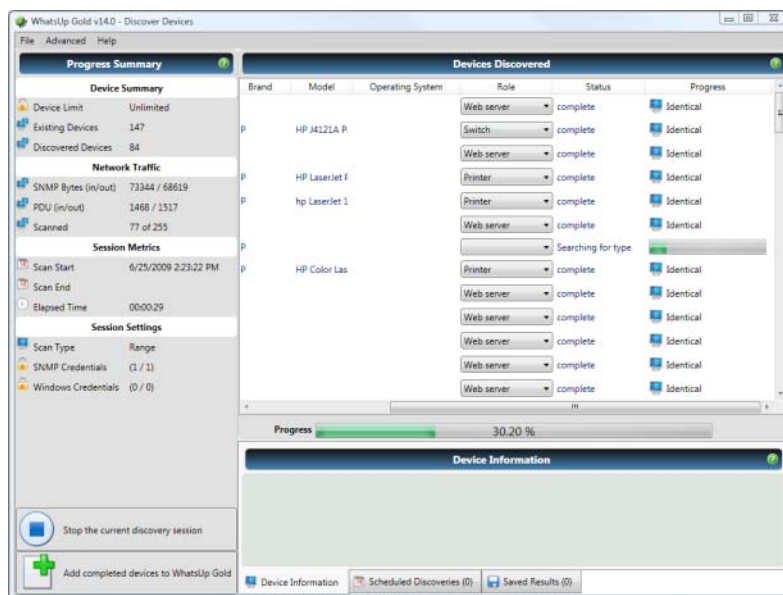 WhatsUp Gold v14.0 - Discover Devices
File Advanced Help
Progress Summary
Device Summary
Device Limit Unlimited
Existing Devices 147
Discovered Devices 84
Network Traffic
SNMP Bytes (in/out) 73344 / 68619
PDU (in/out) 1468 / 1517
Scanned 77 of 255
Session Metrics
Scan Start 6/25/2009 2:23:22 PM
Scan End
Elapsed Time 00:00:29
Session Settings
Scan Type Range
SNMP Credentials (1 / 1)
Windows Credentials (0 / 0)
Stop the current discovery session
Add completed devices to WhatsUp Gold
Devices Discovered
Brand Model Operating System Role Status Progress
Web server complete Identical
P HP J4121A P. Switch complete Identical
Web server complete Identical
P HP LaserJet Printer complete Identical
P hp LaserJet 1 Printer complete Identical
Web server complete Identical
P Searching for type
P HP Color Las Printer complete Identical
Web server complete Identical
Web server complete Identical
Web server complete Identical
Web server complete Identical
Web server complete Identical
Progress 30.20 %
Device Information
Device Information Scheduled Discoveries (0) Saved Results (0)